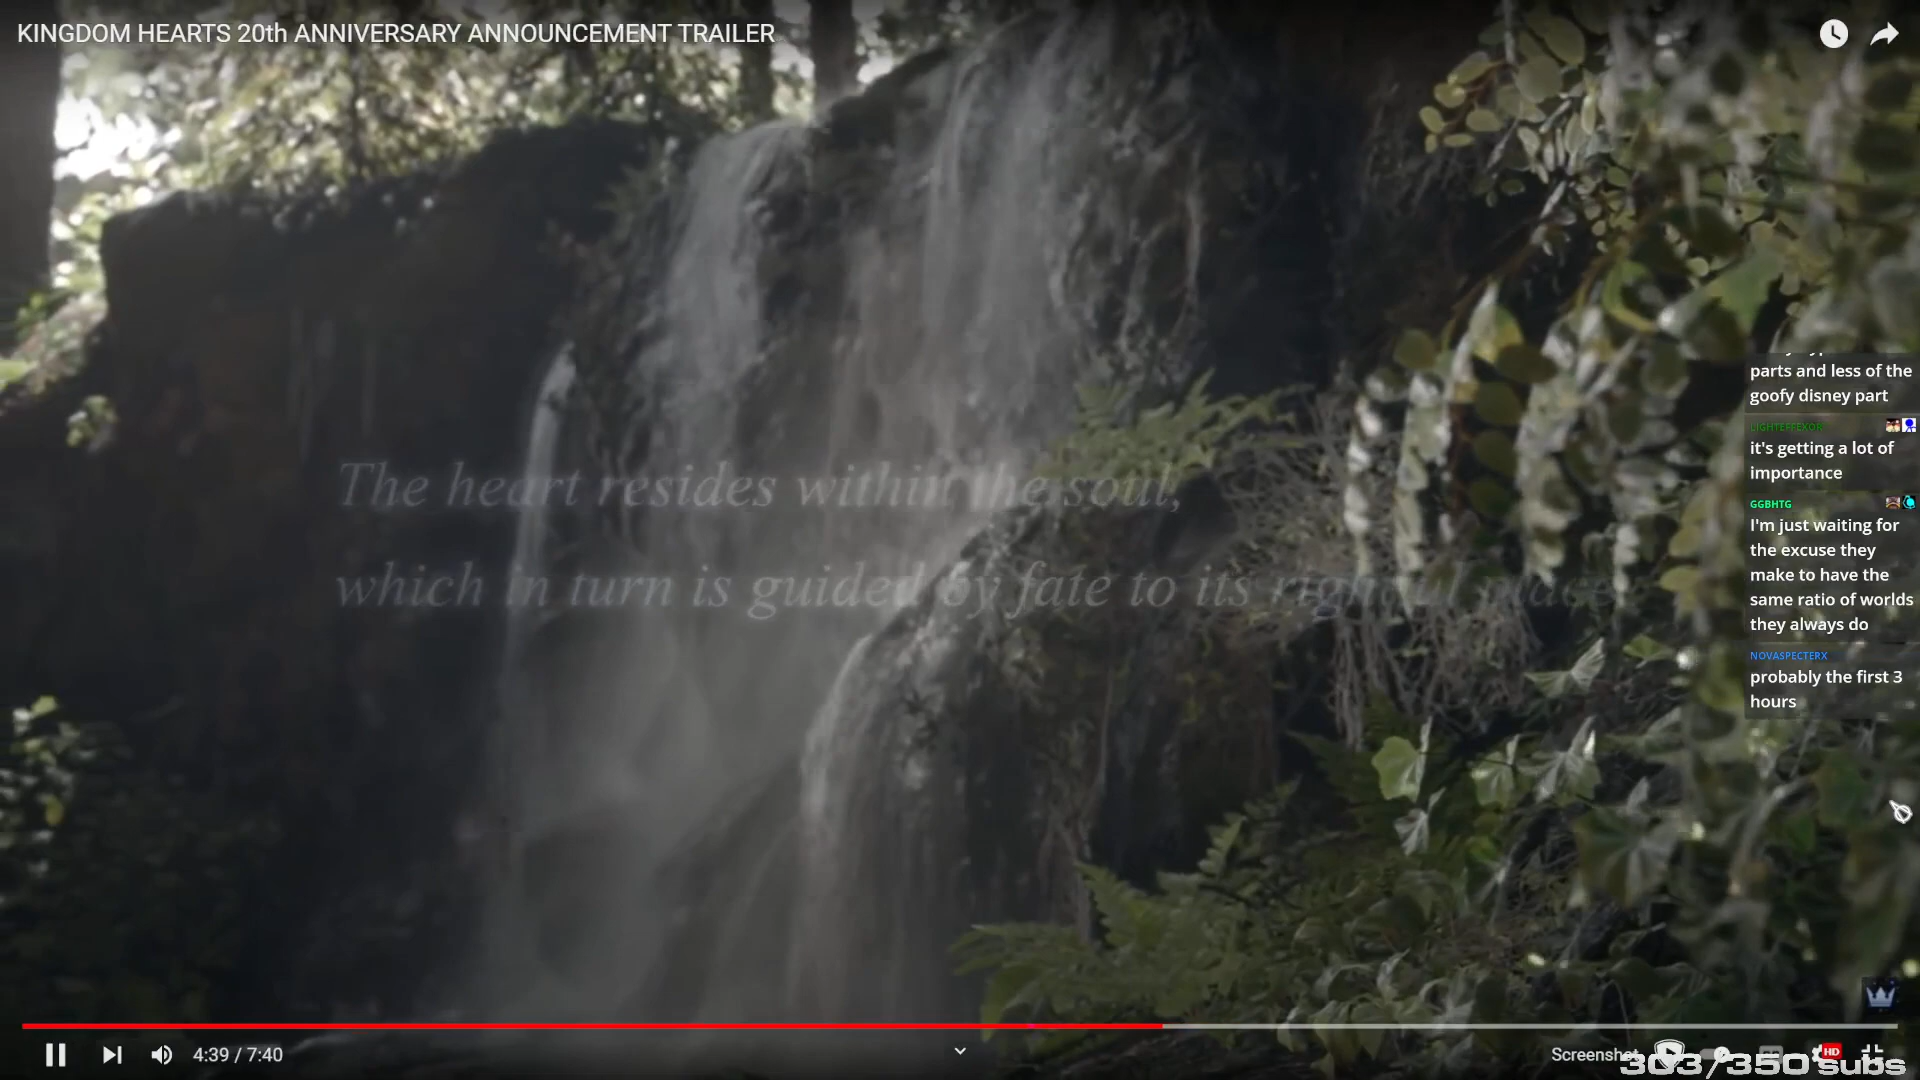 KINGDOM HEARTS 20th ANNIVERSARY ANNOUNCEMENT TRAILER
The heart resides within the soul,
which in turn is guided by fate to its rightful place.
parts and less of the
goofy disney part
LIGHTEFFEXOR
it's getting a lot of
importance
GGBHTG
I'm just waiting for
the excuse they
make to have the
same ratio of worlds
they always do
NOVASPECTERX
probably the first 3
hours
4:39 / 7:40
Screenshot
HD
303/350 subs